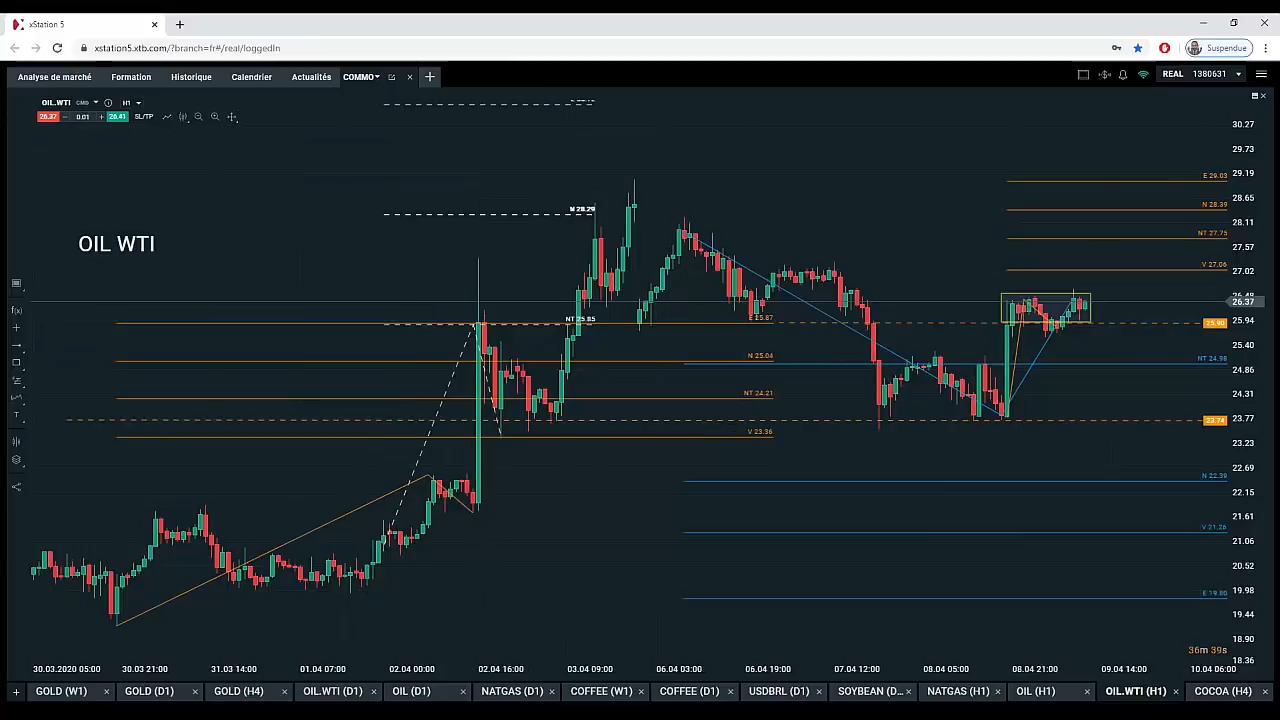 xStation 5
xstation5.xtb.com/?branch=fr#/real/loggedIn
Suspendue
Analyse de marché Formation Historique Calendrier Actualités COMMO
REAL 1380631
OIL.WTI CMD H1
26.37 0.01 26.41 SL/TP
30.27
29.73
E 29.03 29.19
N 28.29 N 28.39 28.65
28.11
OIL WTI
NT 27.75
27.57
V 27.06 27.02
26.37
NT 25.85 E 25.87 25.90 25.94
25.40
N 25.04 NT 24.98
24.86
NT 24.21 24.31
23.74 23.77
V 23.36 23.23
22.69
N 22.39
22.15
21.61
V 21.26
21.06
20.52
E 19.80 19.98
19.44
18.90
36m 39s
18.36
30.03.2020 05:00 30.03 21:00 31.03 14:00 01.04 07:00 02.04 00:00 02.04 16:00 03.04 09:00 06.04 03:00 06.04 19:00 07.04 12:00 08.04 05:00 08.04 21:00 09.04 14:00 10.04 06:00
GOLD (W1) GOLD (D1) GOLD (H4) OIL.WTI (D1) OIL (D1) NATGAS (D1) COFFEE (W1) COFFEE (D1) USDBRL (D1) SOYBEAN (D... NATGAS (H1) OIL (H1) OIL.WTI (H1) COCOA (H4)